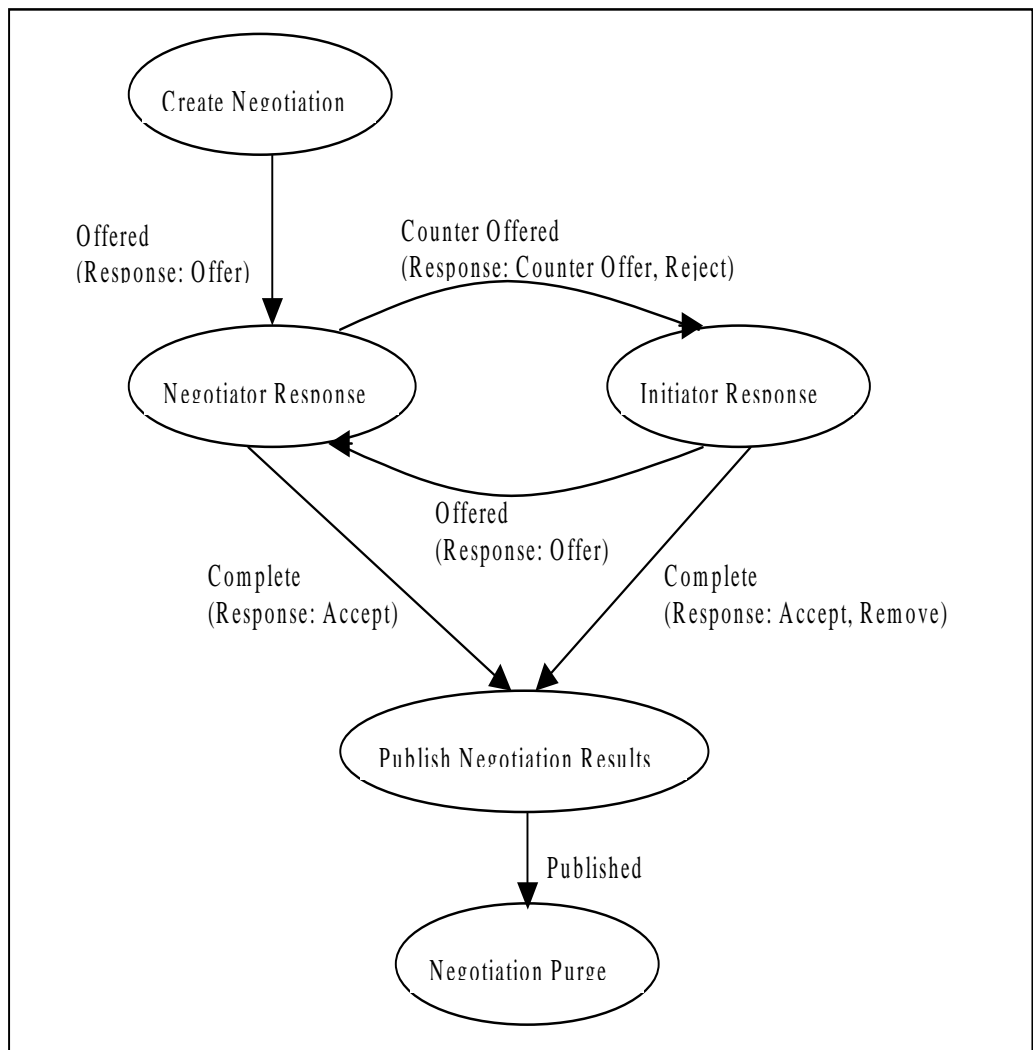 Create Negotiation
Offered
(Response: Offer)
Counter Offered
(Response: Counter Offer, Reject)
Negotiator Response
Initiator Response
Offered
(Response: Offer)
Complete
(Response: Accept)
Complete
(Response: Accept, Remove)
Publish Negotiation Results
Published
Negotiation Purge